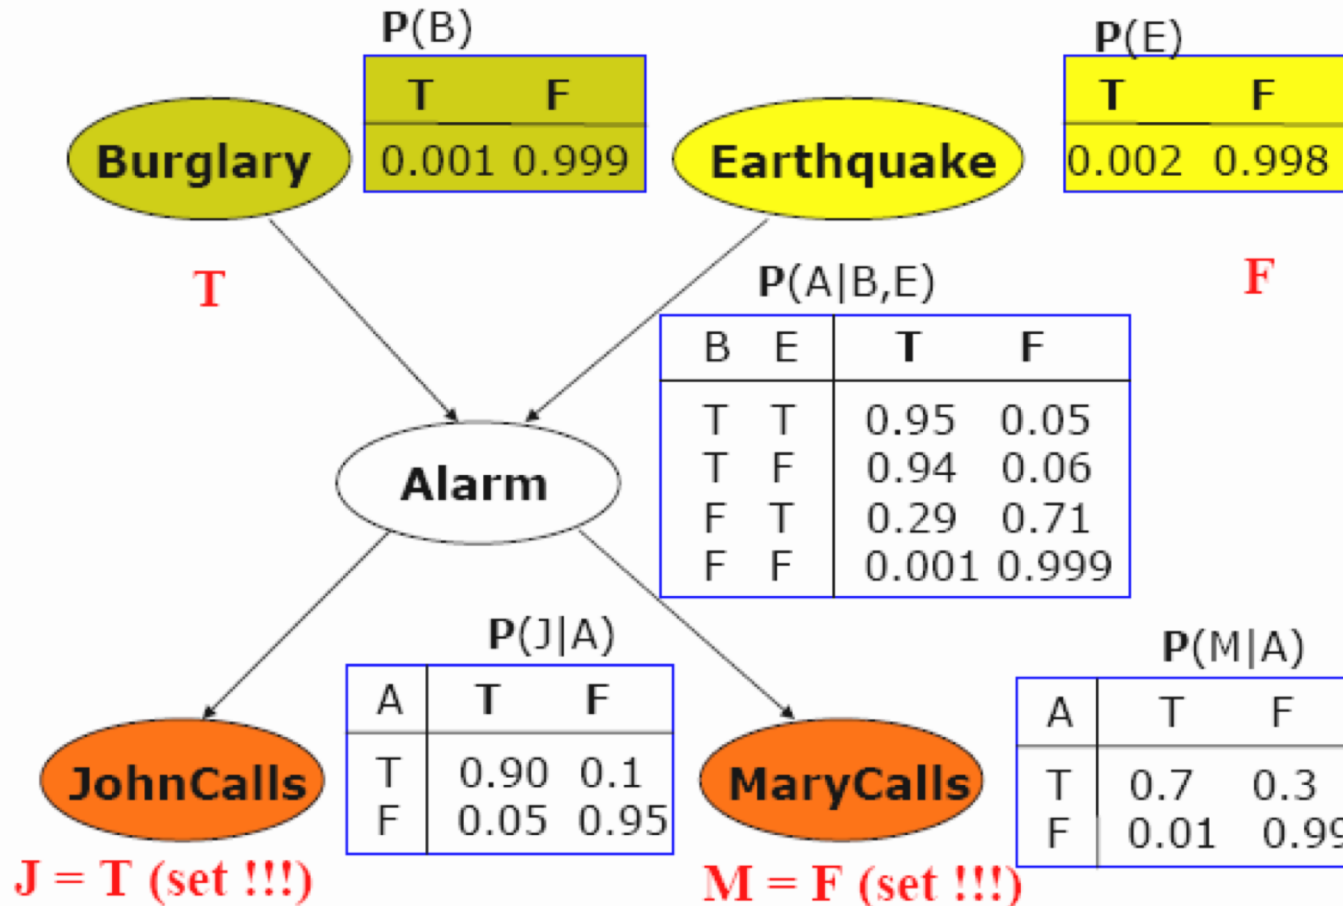 P(B)
T F
0.001 0.999
P(E)
T F
0.002 0.998
Burglary
Earthquake
T
F
P(A|B,E)
B E T F
T T 0.95 0.05
T F 0.94 0.06
F T 0.29 0.71
F F 0.001 0.999
Alarm
P(J|A)
A T F
T 0.90 0.1
F 0.05 0.95
P(M|A)
A T F
T 0.7 0.3
F 0.01 0.99
JohnCalls
MaryCalls
J = T (set !!!)
M = F (set !!!)